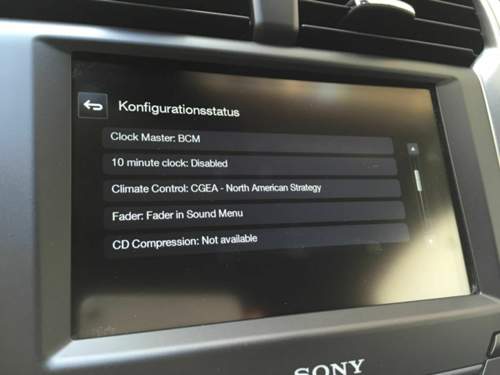 Konfigurationsstatus
Clock Master: BCM
10 minute clock: Disabled
Climate Control: CGEA - North American Strategy
Fader: Fader in Sound Menu
CD Compression: Not available
SONY